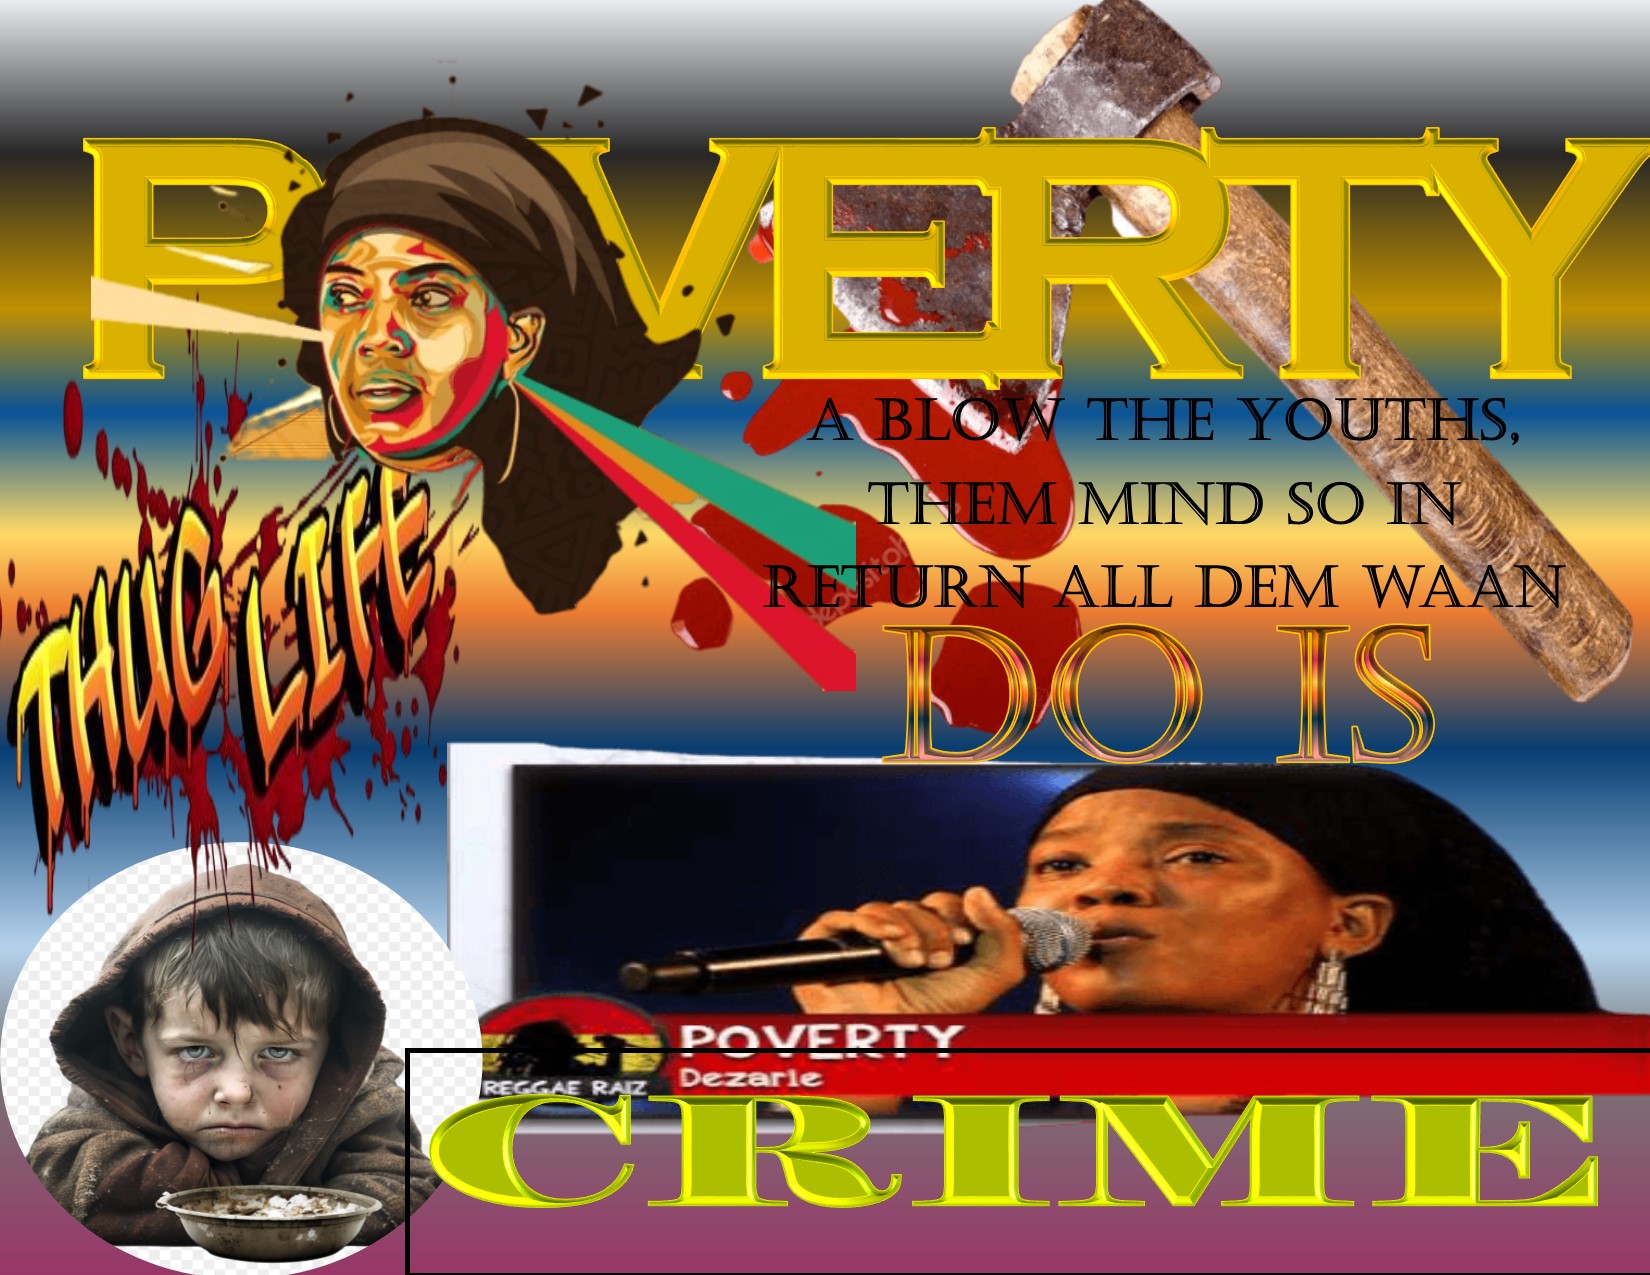 POVERTY
A BLOW THE YOUTHS,
THEM MIND SO IN
RETURN ALL DEM WAAN
DO IS
THUG LIFE
POVERTY
Dezarie
REGGAE RAIZ
CRIME